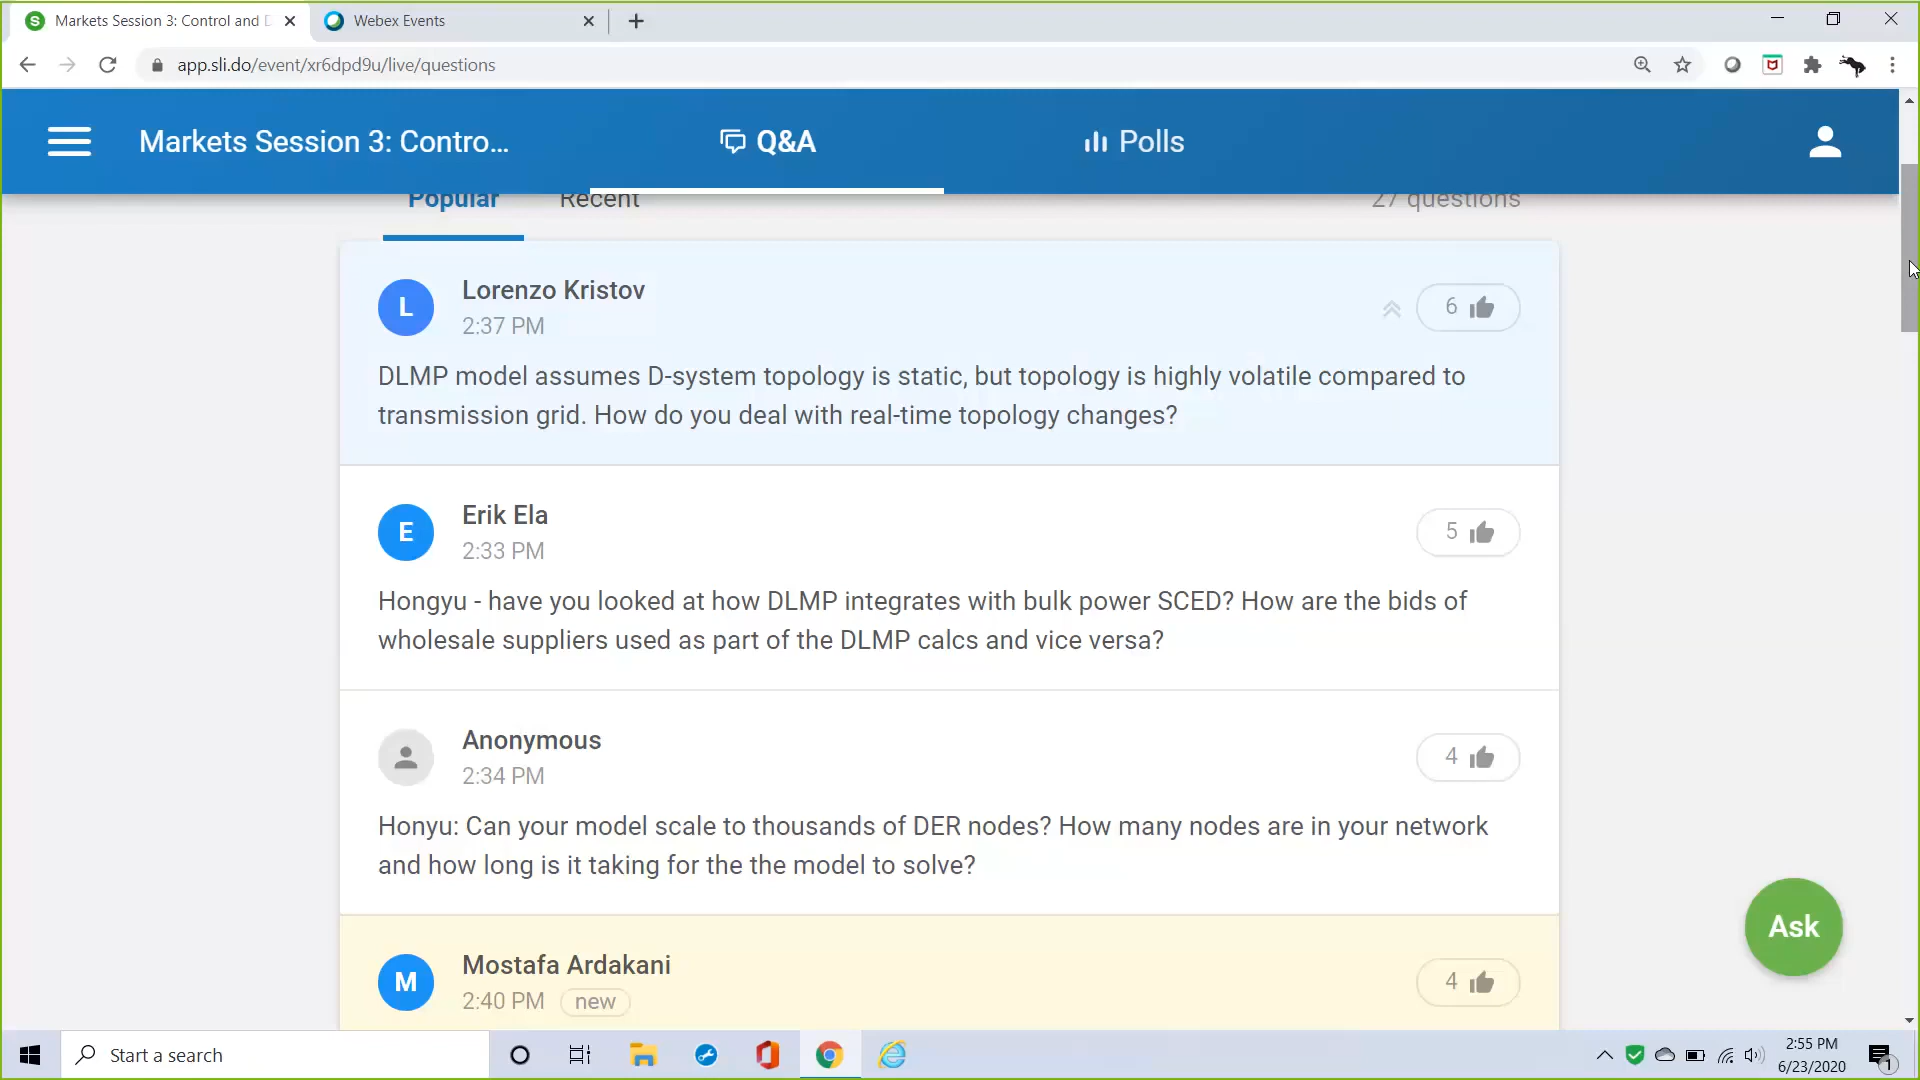 Markets Session 3: Control and D
Webex Events
app.sli.do/event/xr6dpd9u/live/questions
Markets Session 3: Contro...
Q&A
Polls
Popular
Recent
27 questions
L
Lorenzo Kristov
2:37 PM
6
DLMP model assumes D-system topology is static, but topology is highly volatile compared to
transmission grid. How do you deal with real-time topology changes?
E
Erik Ela
2:33 PM
5
Hongyu - have you looked at how DLMP integrates with bulk power SCED? How are the bids of
wholesale suppliers used as part of the DLMP calcs and vice versa?
Anonymous
2:34 PM
4
Honyu: Can your model scale to thousands of DER nodes? How many nodes are in your network
and how long is it taking for the the model to solve?
M
Mostafa Ardakani
2:40 PM new
4
Ask
Start a search
2:55 PM
6/23/2020
1